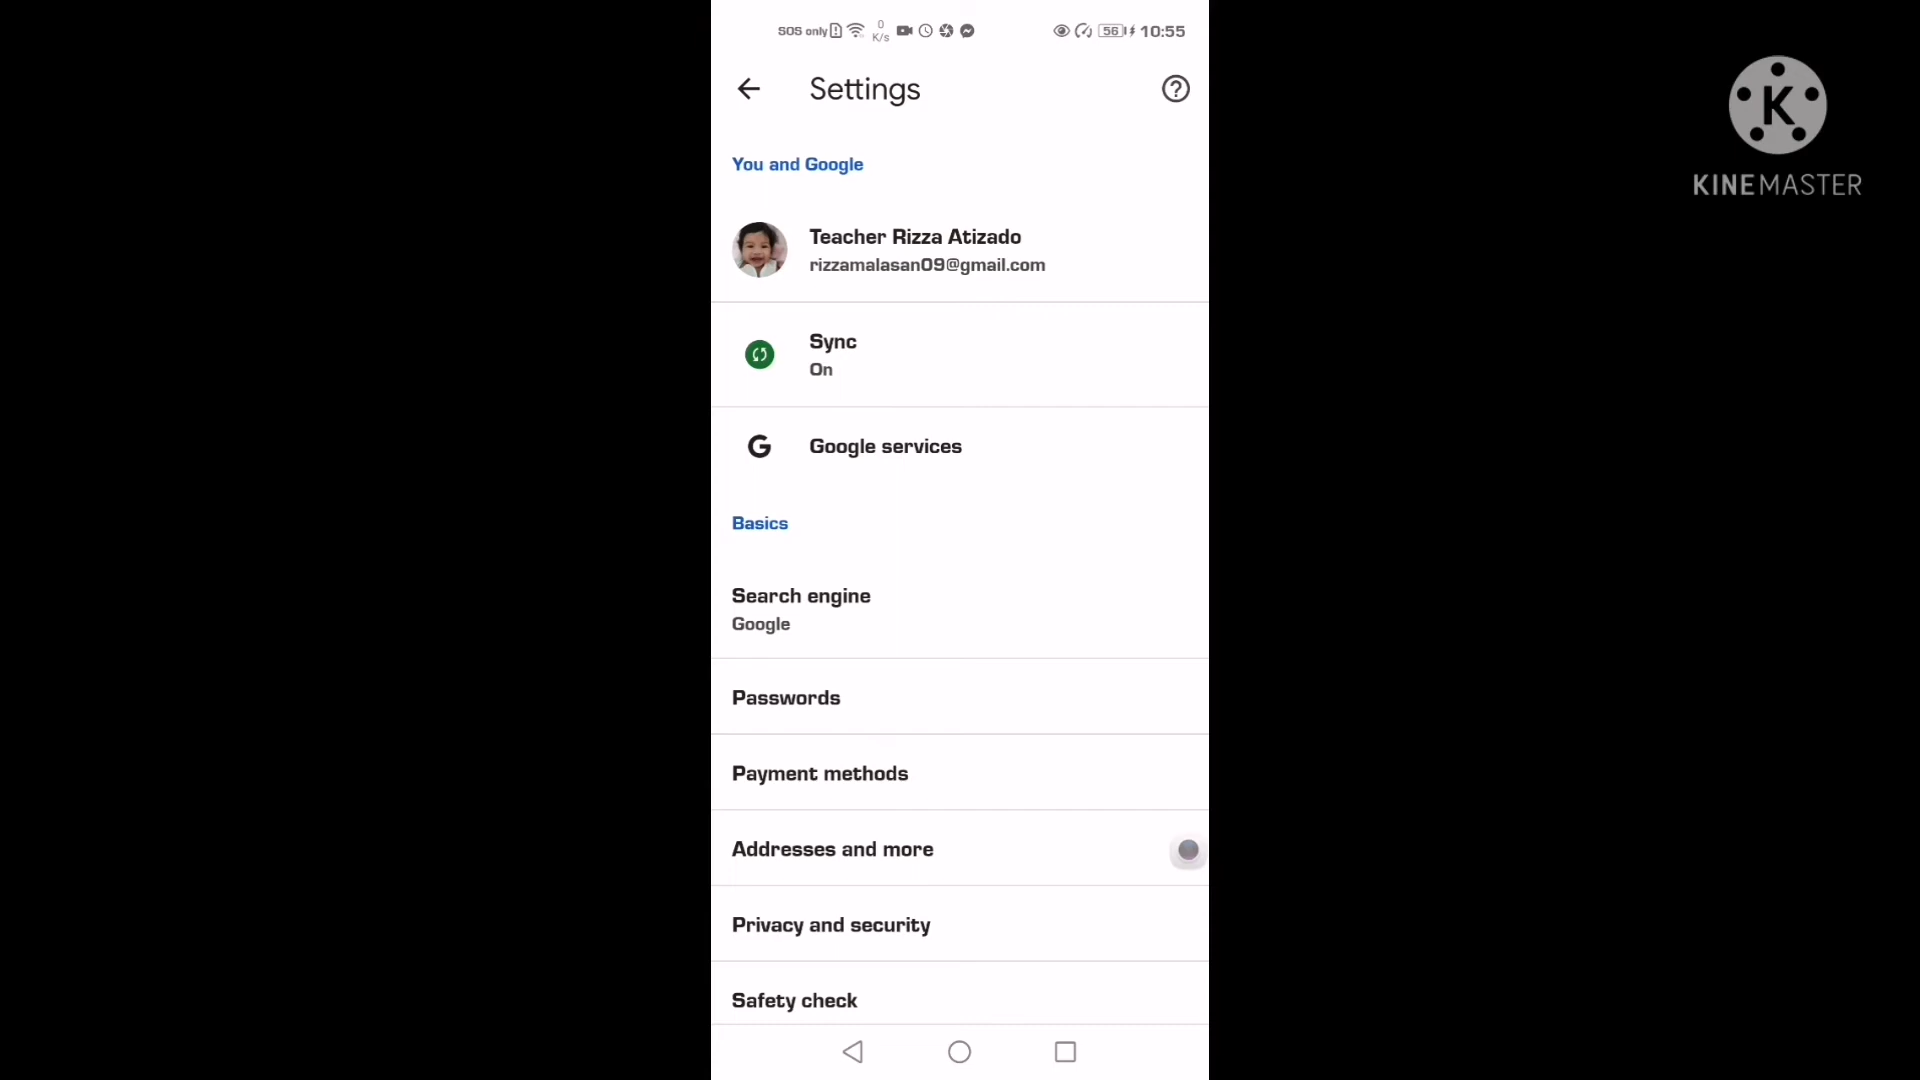 SOS only 0 K/s 56 10:55
Settings
You and Google
Teacher Rizza Atizado
rizzamalasan09@gmail.com
Sync
On
Google services
Basics
Search engine
Google
Passwords
Payment methods
Addresses and more
Privacy and security
Safety check
K
KINEMASTER